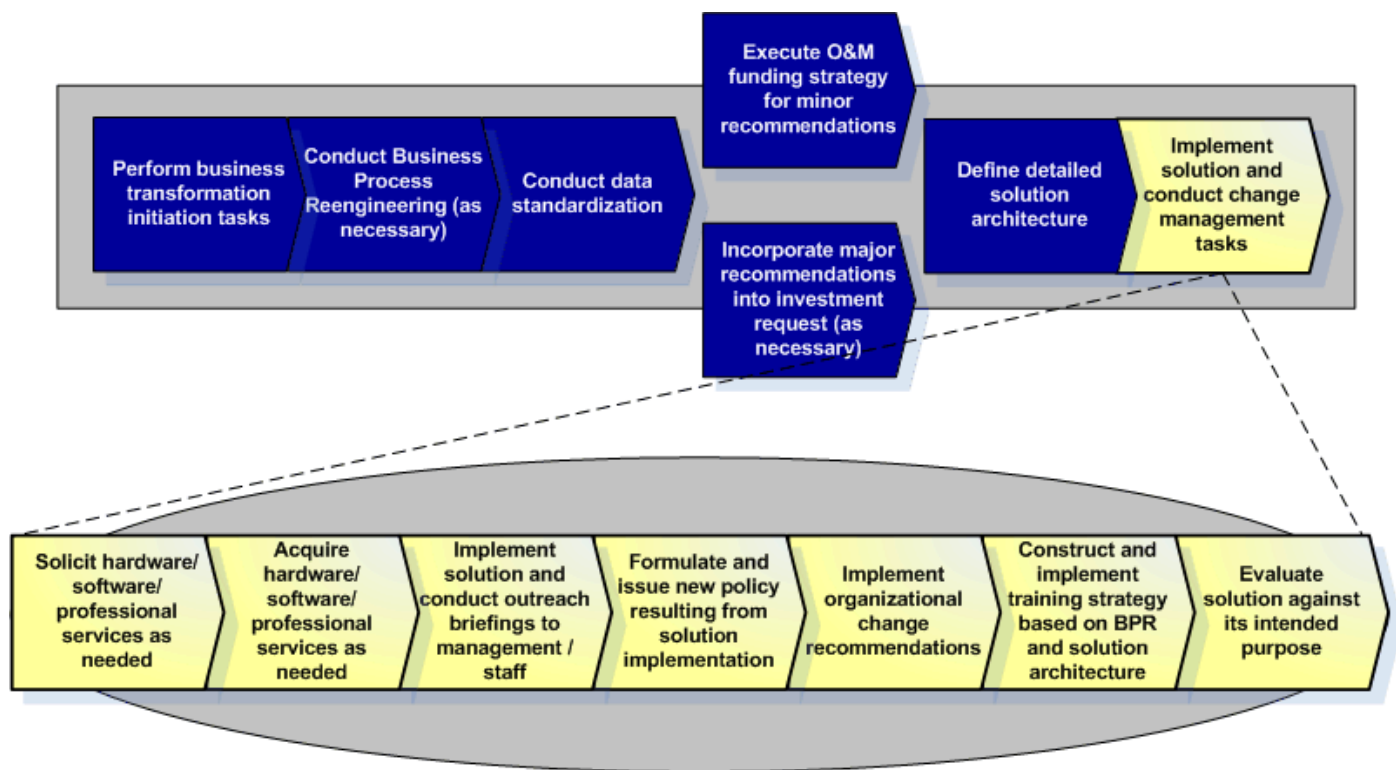 Perform business
transformation
initiation tasks
Conduct Business
Process
Reengineering (as
necessary)
Conduct data
standardization
Execute O&M
funding strategy
for minor
recommendations
Incorporate major
recommendations
into investment
request (as
necessary)
Define detailed
solution
architecture
Implement
solution and
conduct change
management
tasks
Solicit hardware/
software/
professional
services as
needed
Acquire
hardware/
software/
professional
services as
needed
Implement
solution and
conduct outreach
briefings to
management /
staff
Formulate and
issue new policy
resulting from
solution
implementation
Implement
organizational
change
recommendations
Construct and
implement
training strategy
based on BPR
and solution
architecture
Evaluate
solution against
its intended
purpose